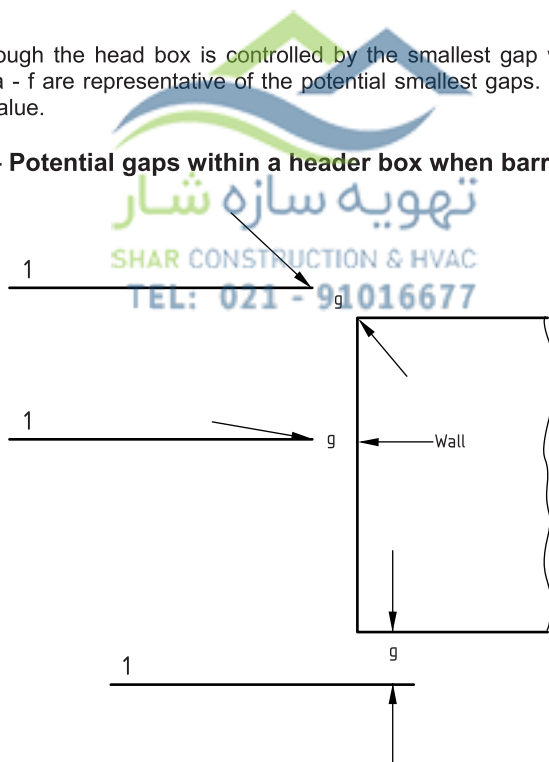 ough the head box is controlled by the smallest gap
a - f are representative of the potential smallest gaps.
alue.
- Potential gaps within a header box when barr
تهویه سازه شار
SHAR CONSTRUCTION & HVAC
TEL: 021 - 91016677
1
g
1
g
Wall
g
1